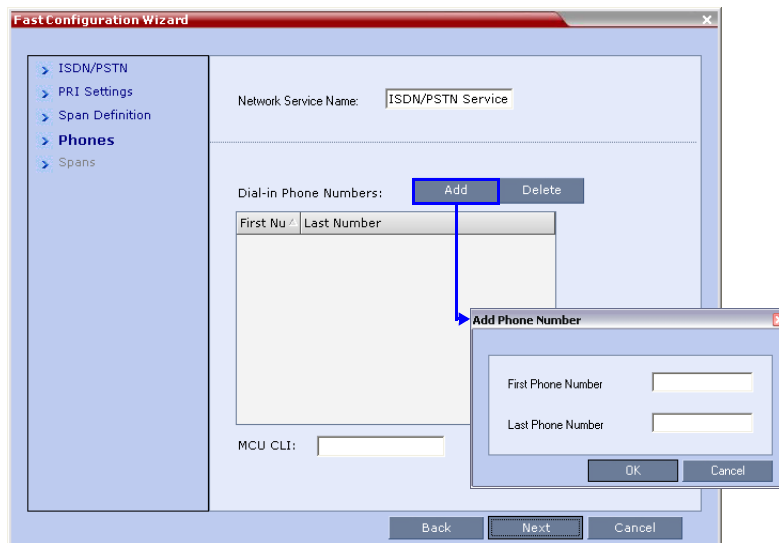 Fast Configuration Wizard
ISDN/PSTN
PRI Settings
Span Definition
Phones
Spans
Network Service Name: ISDN/PSTN Service
Dial-in Phone Numbers: Add Delete
First Nu Last Number
Add Phone Number
First Phone Number
Last Phone Number
OK Cancel
MCU CLI:
Back Next Cancel